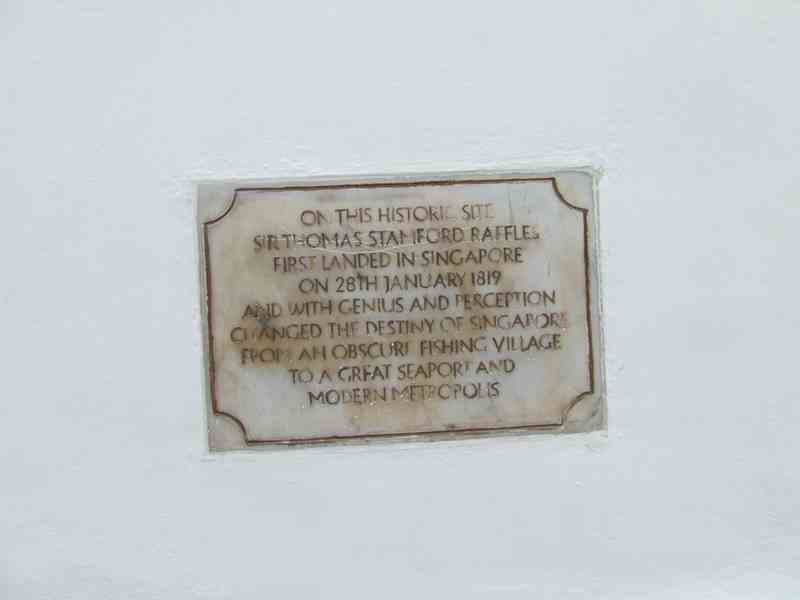 ON THIS HISTORIC SITE
SIR THOMAS STAMFORD RAFFLES
FIRST LANDED IN SINGAPORE
ON 28TH JANUARY 1819
AND WITH GENIUS AND PERCEPTION
CHANGED THE DESTINY OF SINGAPORE
FROM AN OBSCURE FISHING VILLAGE
TO A GREAT SEAPORT AND
MODERN METROPOLIS